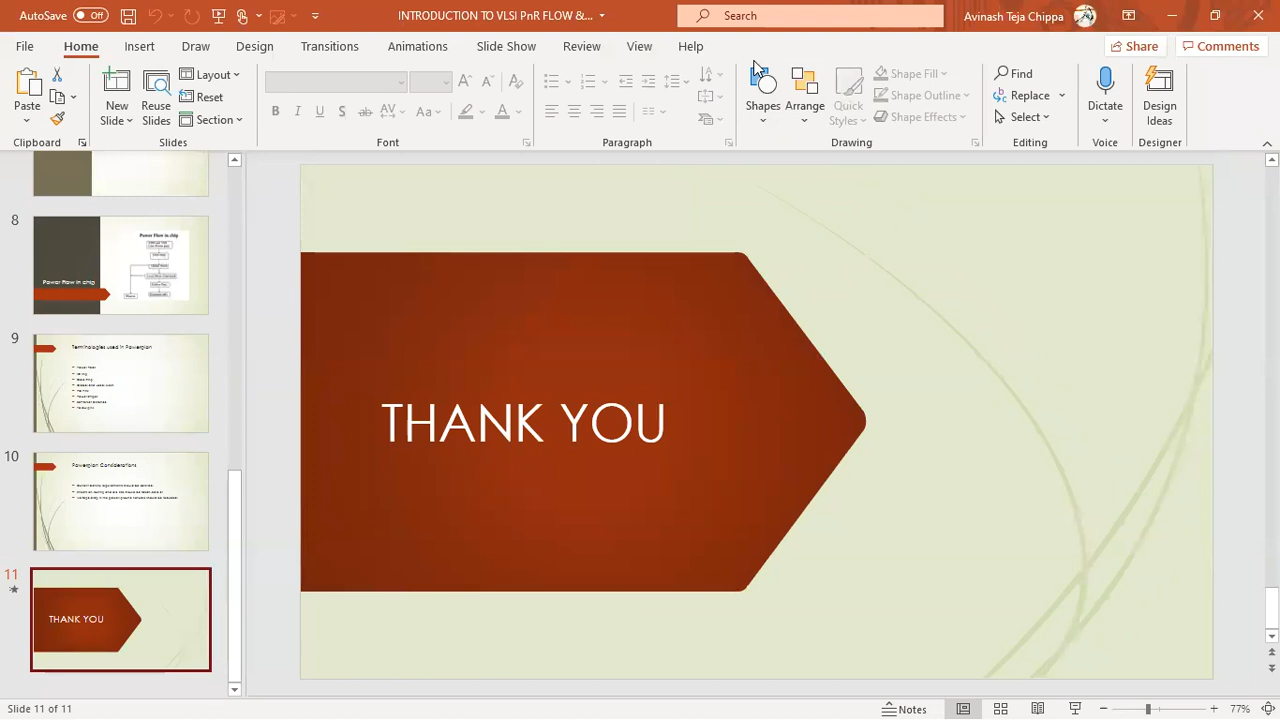 AutoSave Off INTRODUCTION TO VLSI PnR FLOW &... Search Avinash Teja Chippa
File Home Insert Draw Design Transitions Animations Slide Show Review View Help Share Comments
Paste
New Slide
Reuse Slides
Layout
Reset
Section
Shapes
Arrange
Quick Styles
Shape Fill
Shape Outline
Shape Effects
Find
Replace
Select
Dictate
Design Ideas
Clipboard Slides Font Paragraph Drawing Editing Voice Designer
8
Power Flow in chip
Power Flow in chip
9
Terminologies used in Powerplan
10
Powerplan Considerations
11
THANK YOU
THANK YOU
Slide 11 of 11 Notes 77%